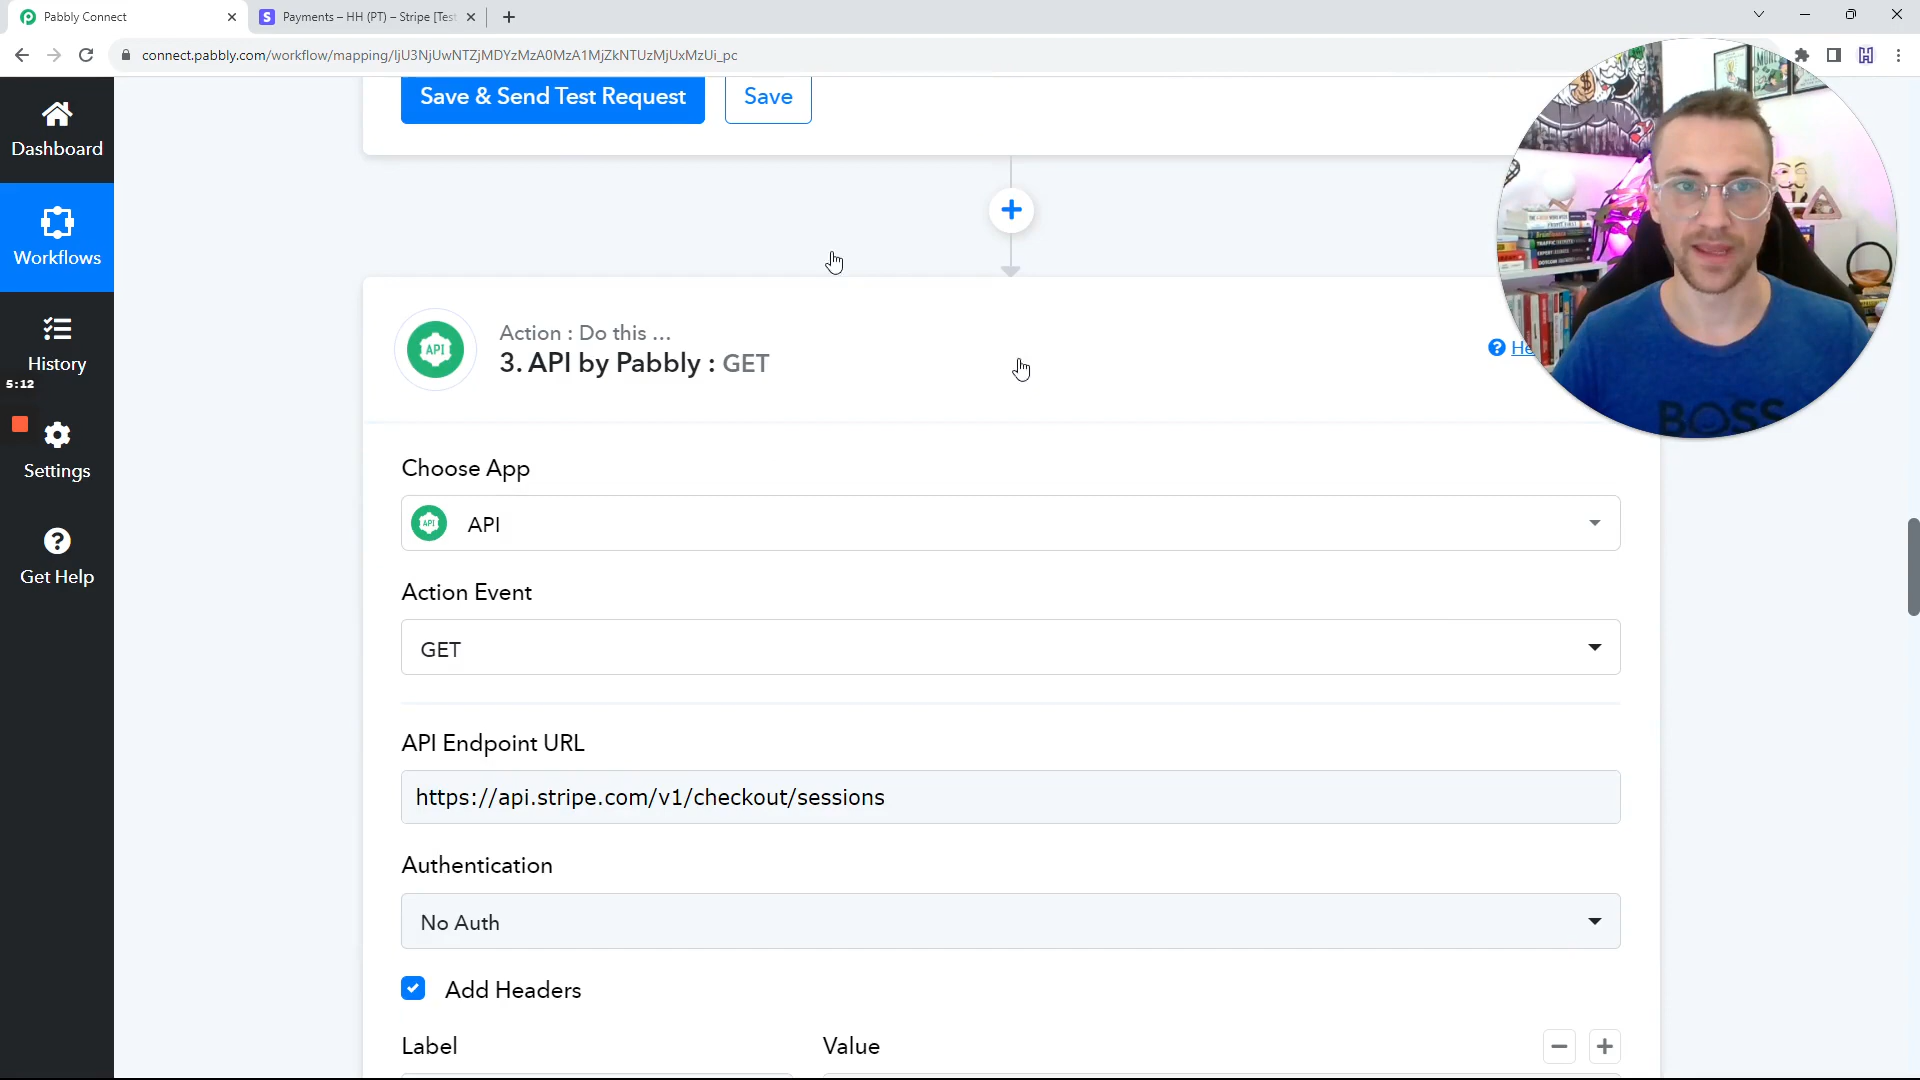 Pabbly Connect
Payments – HH (PT) – Stripe [Test
connect.pabbly.com/workflow/mapping/IjU3NjUwNTZjMDYzMzA0MzA1MjZkNTUzMjUxMzUi_pc
Dashboard
Workflows
History
5:12
Settings
Get Help
Save & Send Test Request
Save
Action : Do this ...
3. API by Pabbly : GET
Choose App
API
API
Action Event
GET
API Endpoint URL
https://api.stripe.com/v1/checkout/sessions
Authentication
No Auth
Add Headers
Label
Value
BOSS